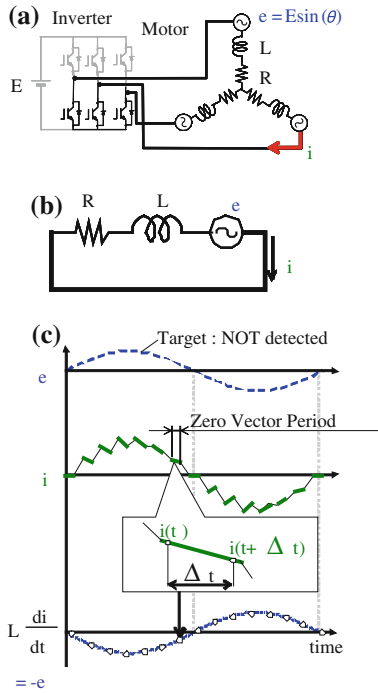 (a)
Inverter
Motor
e = Esin(θ)
L
R
E
i
(b)
R
L
e
i
(c)
Target : NOT detected
e
Zero Vector Period
i
i(t )
i(t+ Δ t)
Δ t
L di/dt
time
= -e